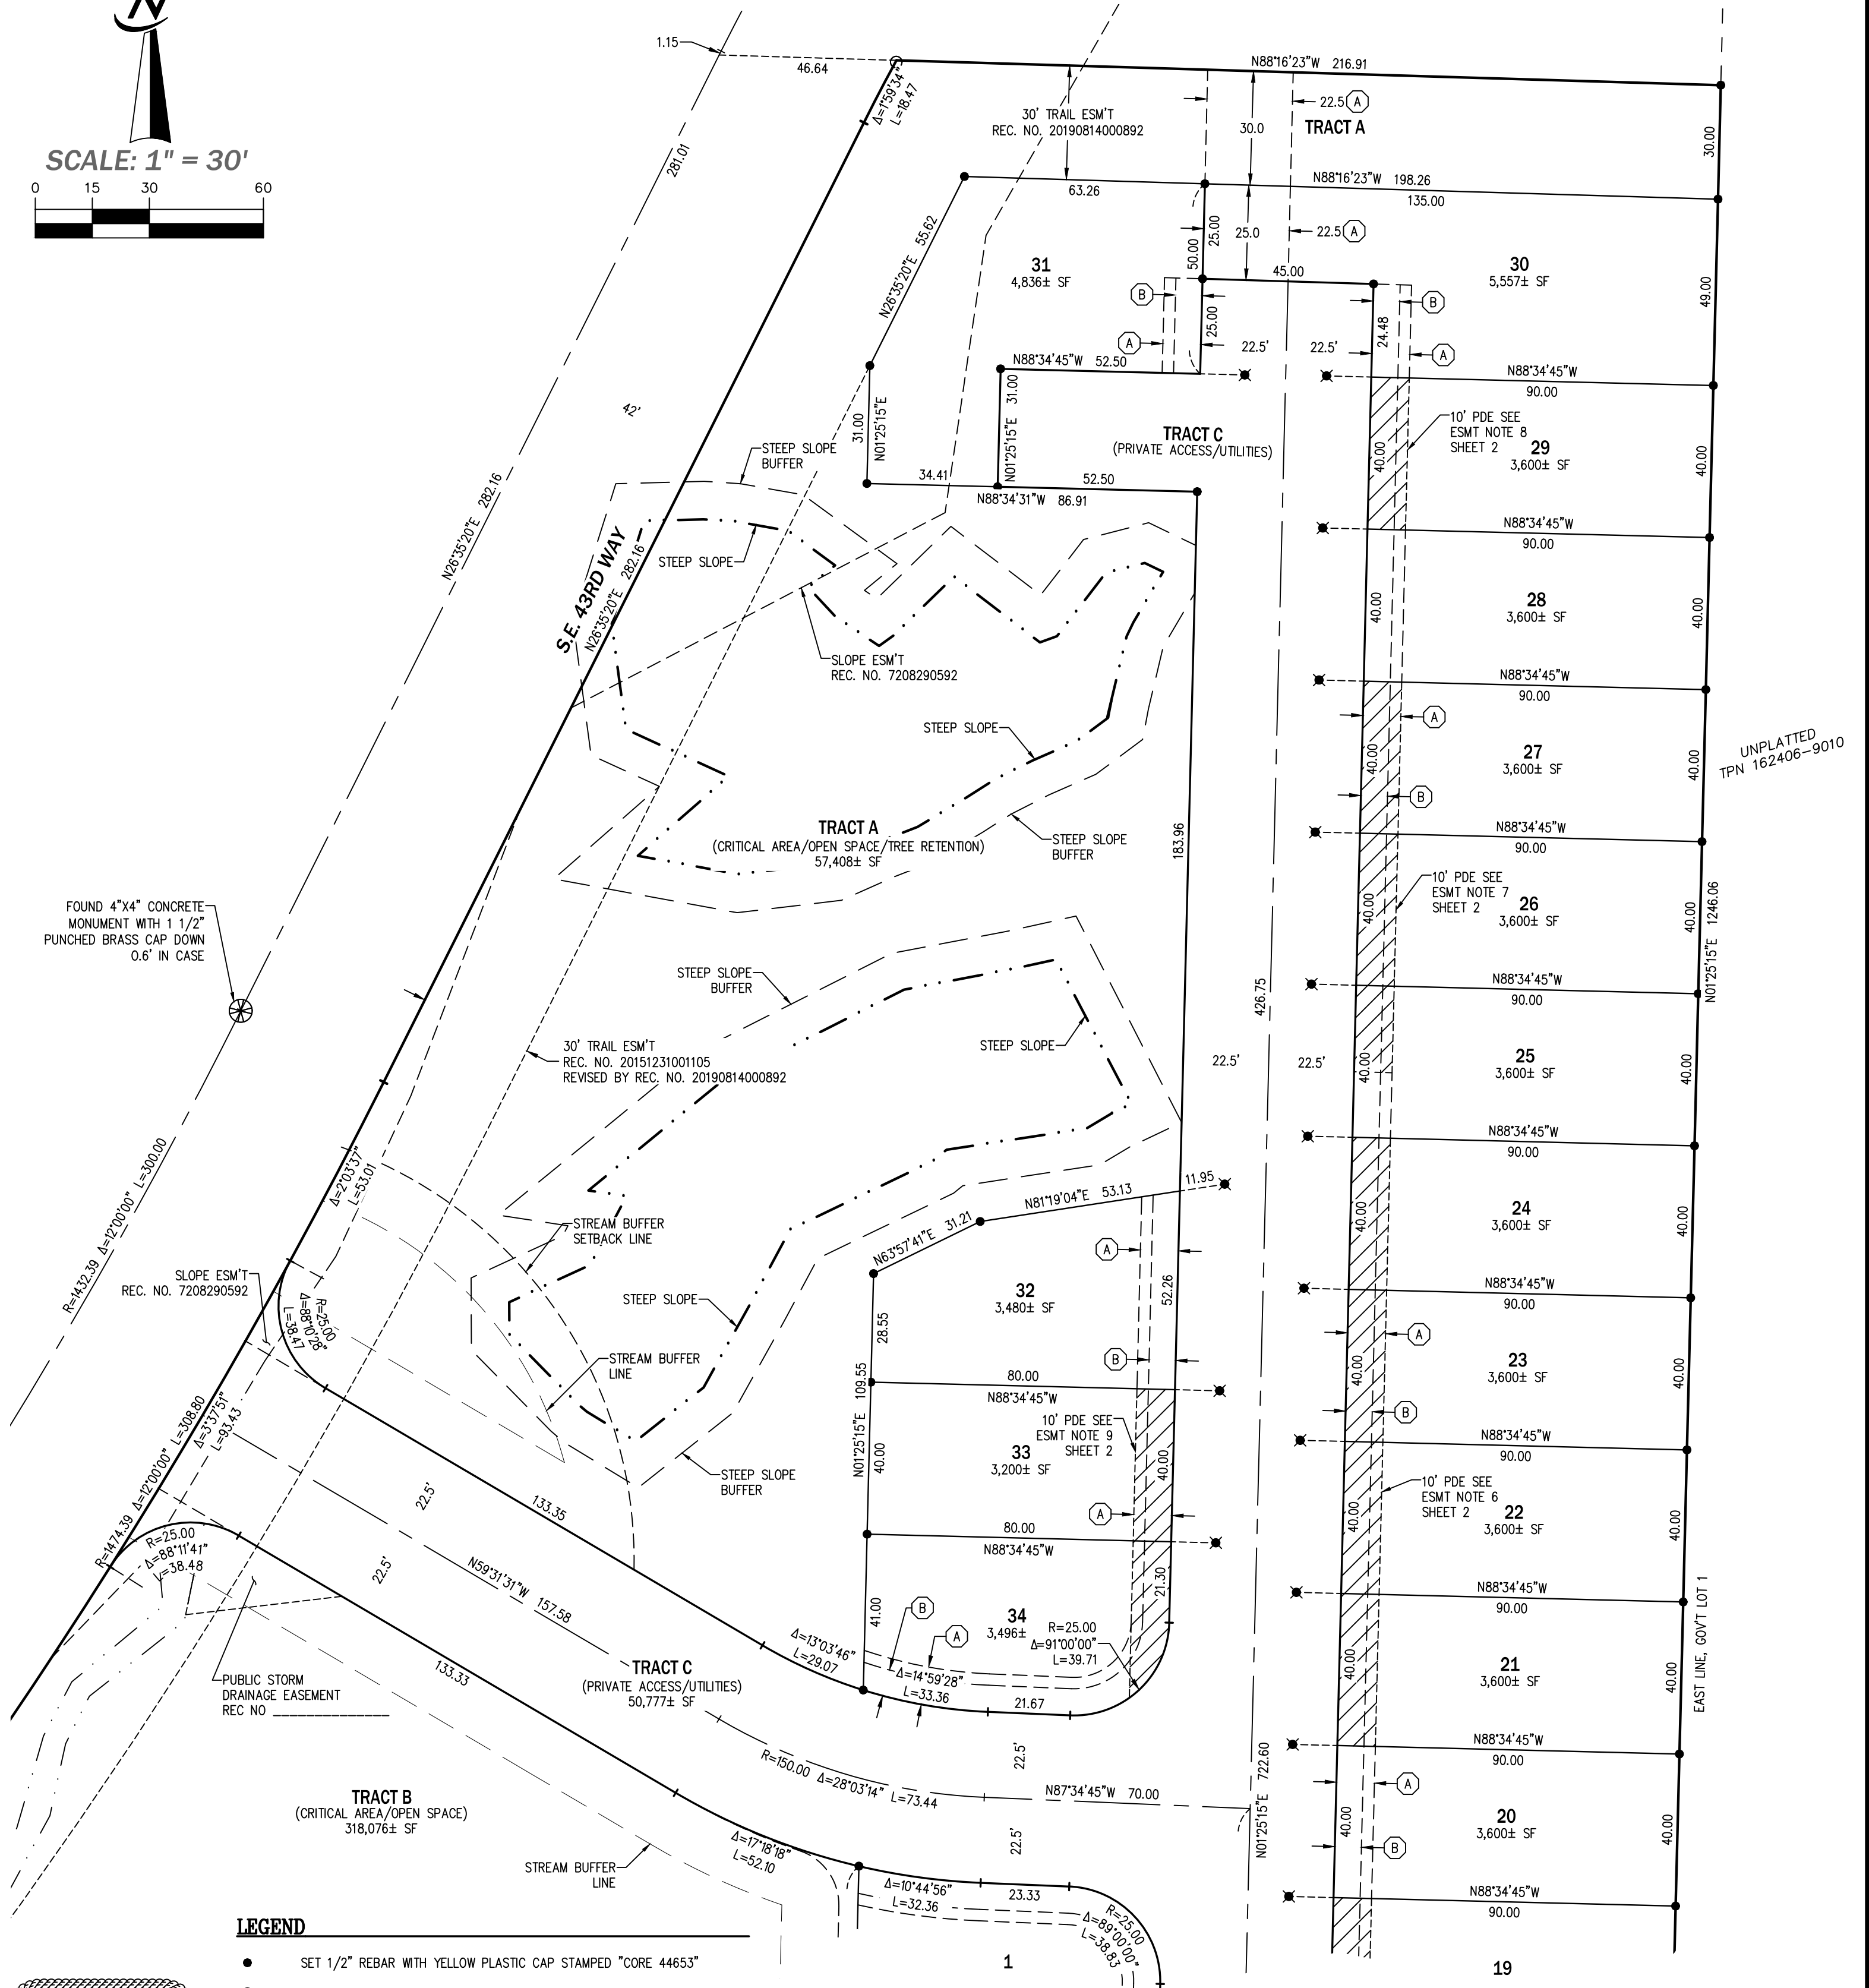 N
SCALE: 1" = 30'
0 15 30 60
1.15
46.64
N88°16'23"W 216.91
Δ=1°59'34"
L=18.47
30' TRAIL ESM'T
REC. NO. 20190814000892
30.0
22.5 A
TRACT A
30.00
281.01
63.26
N88°16'23"W 198.26
135.00
N26°35'20"E 55.62
31
4,836± SF
50.00
25.00
25.0
22.5 A
45.00
30
5,557± SF
49.00
B
A
25.00
22.5'
22.5'
24.48
B
A
N88°34'45"W 52.50
31.00
N01°25'15"E
N01°25'15"E 31.00
N88°34'45"W
90.00
42'
STEEP SLOPE
BUFFER
TRACT C
(PRIVATE ACCESS/UTILITIES)
10' PDE SEE
ESMT NOTE 8
SHEET 2
29
3,600± SF
40.00
40.00
34.41
52.50
N88°34'31"W 86.91
N26°35'20"E 282.16
S.E. 43RD WAY
N26°35'20"E 282.16
STEEP SLOPE
N88°34'45"W
90.00
28
3,600± SF
40.00
40.00
SLOPE ESM'T
REC. NO. 7208290592
N88°34'45"W
90.00
STEEP SLOPE
A
27
3,600± SF
40.00
40.00
B
UNPLATTED
TPN 162406-9010
TRACT A
(CRITICAL AREA/OPEN SPACE/TREE RETENTION)
57,408± SF
STEEP SLOPE
BUFFER
183.96
N88°34'45"W
90.00
10' PDE SEE
ESMT NOTE 7
SHEET 2
26
3,600± SF
40.00
40.00
N01°25'15"E 1246.06
FOUND 4"X4" CONCRETE
MONUMENT WITH 1 1/2"
PUNCHED BRASS CAP DOWN
0.6' IN CASE
STEEP SLOPE
BUFFER
426.75
N88°34'45"W
90.00
STEEP SLOPE
30' TRAIL ESM'T
REC. NO. 20151231001105
REVISED BY REC. NO. 20190814000892
22.5'
22.5'
25
3,600± SF
40.00
40.00
R=1432.39 Δ=12°00'00" L=300.00
Δ=2°03'37"
L=53.01
N88°34'45"W
90.00
N81°19'04"E 53.13
11.95
N63°57'41"E 31.21
24
3,600± SF
40.00
40.00
STREAM BUFFER
SETBACK LINE
A
SLOPE ESM'T
REC. NO. 7208290592
R=25.00
Δ=88°10'28"
L=38.47
STEEP SLOPE
32
3,480± SF
52.26
28.55
B
N88°34'45"W
90.00
A
23
3,600± SF
40.00
40.00
B
STREAM BUFFER
LINE
80.00
N88°34'45"W
N01°25'15"E 109.55
10' PDE SEE
ESMT NOTE 9
SHEET 2
33
3,200± SF
40.00
40.00
A
N88°34'45"W
90.00
10' PDE SEE
ESMT NOTE 6
SHEET 2
22
3,600± SF
40.00
40.00
R=1474.39 Δ=12°00'00" L=308.80
Δ=3°37'51"
L=93.43
STEEP SLOPE
BUFFER
22.5'
133.35
R=25.00
Δ=88°11'41"
L=38.48
22.5'
N59°31'31"W 157.58
80.00
N88°34'45"W
21.30
41.00
B
A
34
3,496±
R=25.00
Δ=91°00'00"
L=39.71
N88°34'45"W
90.00
21
3,600± SF
40.00
40.00
EAST LINE, GOV'T LOT 1
Δ=13°03'46"
L=29.07
Δ=14°59'28"
L=33.36
21.67
TRACT C
(PRIVATE ACCESS/UTILITIES)
50,777± SF
133.33
PUBLIC STORM
DRAINAGE EASEMENT
REC NO ______________
22.5'
R=150.00 Δ=28°03'14" L=73.44
N87°34'45"W 70.00
N01°25'15"E 722.60
N88°34'45"W
90.00
A
20
3,600± SF
40.00
40.00
B
TRACT B
(CRITICAL AREA/OPEN SPACE)
318,076± SF
STREAM BUFFER
LINE
Δ=17°18'18"
L=52.10
22.5'
Δ=10°44'56"
L=32.36
23.33
R=25.00
Δ=89°00'00"
L=38.83
N88°34'45"W
90.00
1
19
LEGEND
SET 1/2" REBAR WITH YELLOW PLASTIC CAP STAMPED "CORE 44653"